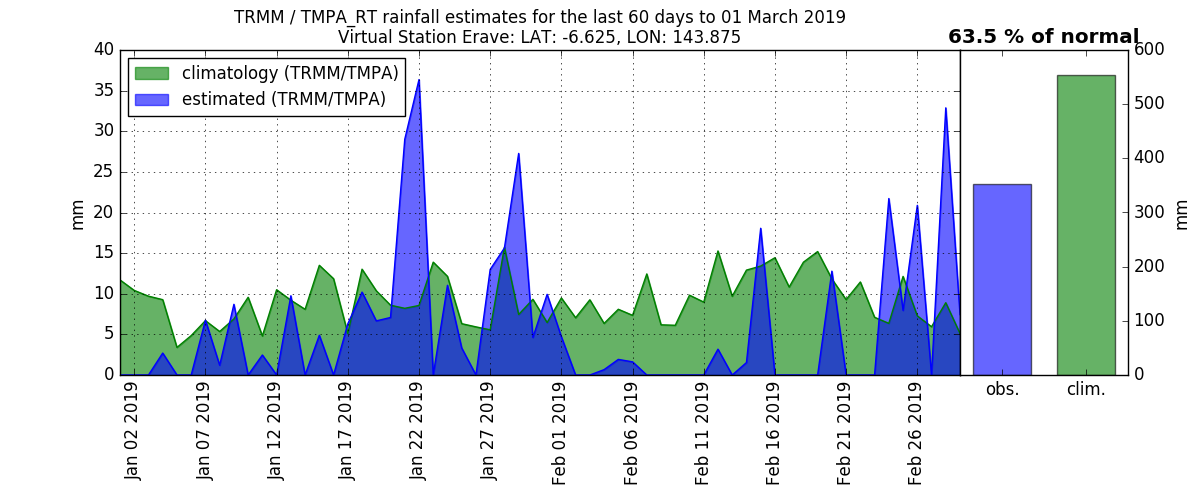 TRMM / TMPA_RT rainfall estimates for the last 60 days to 01 March 2019
Virtual Station Erave: LAT: -6.625, LON: 143.875
63.5 % of normal
climatology (TRMM/TMPA)
estimated (TRMM/TMPA)
mm
40
35
30
25
20
15
10
5
0
Jan 02 2019
Jan 07 2019
Jan 12 2019
Jan 17 2019
Jan 22 2019
Jan 27 2019
Feb 01 2019
Feb 06 2019
Feb 11 2019
Feb 16 2019
Feb 21 2019
Feb 26 2019
obs.
clim.
600
500
400
300
200
100
0
mm